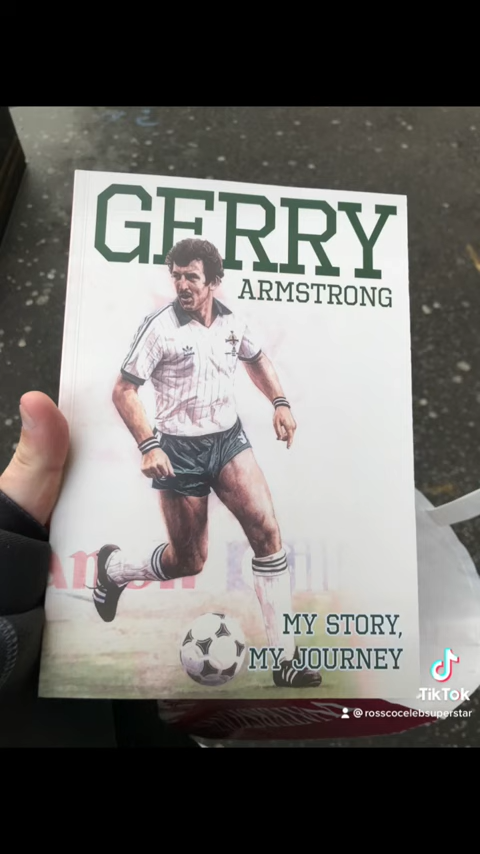 GERRY
ARMSTRONG
MY STORY,
MY JOURNEY
TikTok
@rosscocelebsuperstar